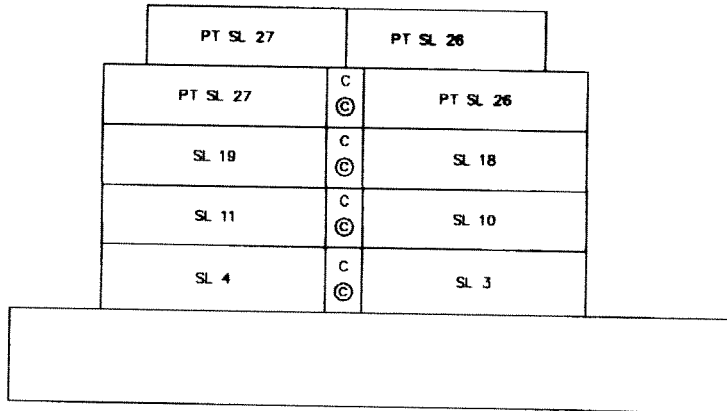 PT SL 27 PT SL 26
C
PT SL 27 © PT SL 26
C
SL 19 © SL 18
C
SL 11 © SL 10
C
SL 4 © SL 3